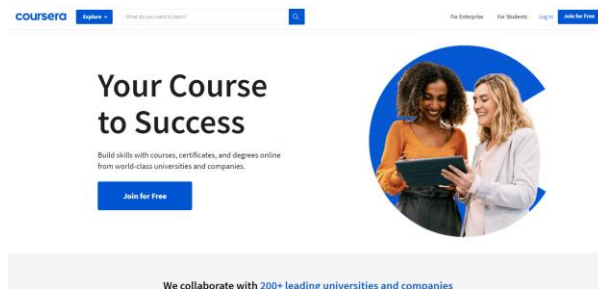 coursera
Explore
What do you want to learn?
For Enterprise
For Students
Log In
Join for Free
Your Course
to Success
Build skills with courses, certificates, and degrees online
from world-class universities and companies.
Join for Free
We collaborate with 200+ leading universities and companies